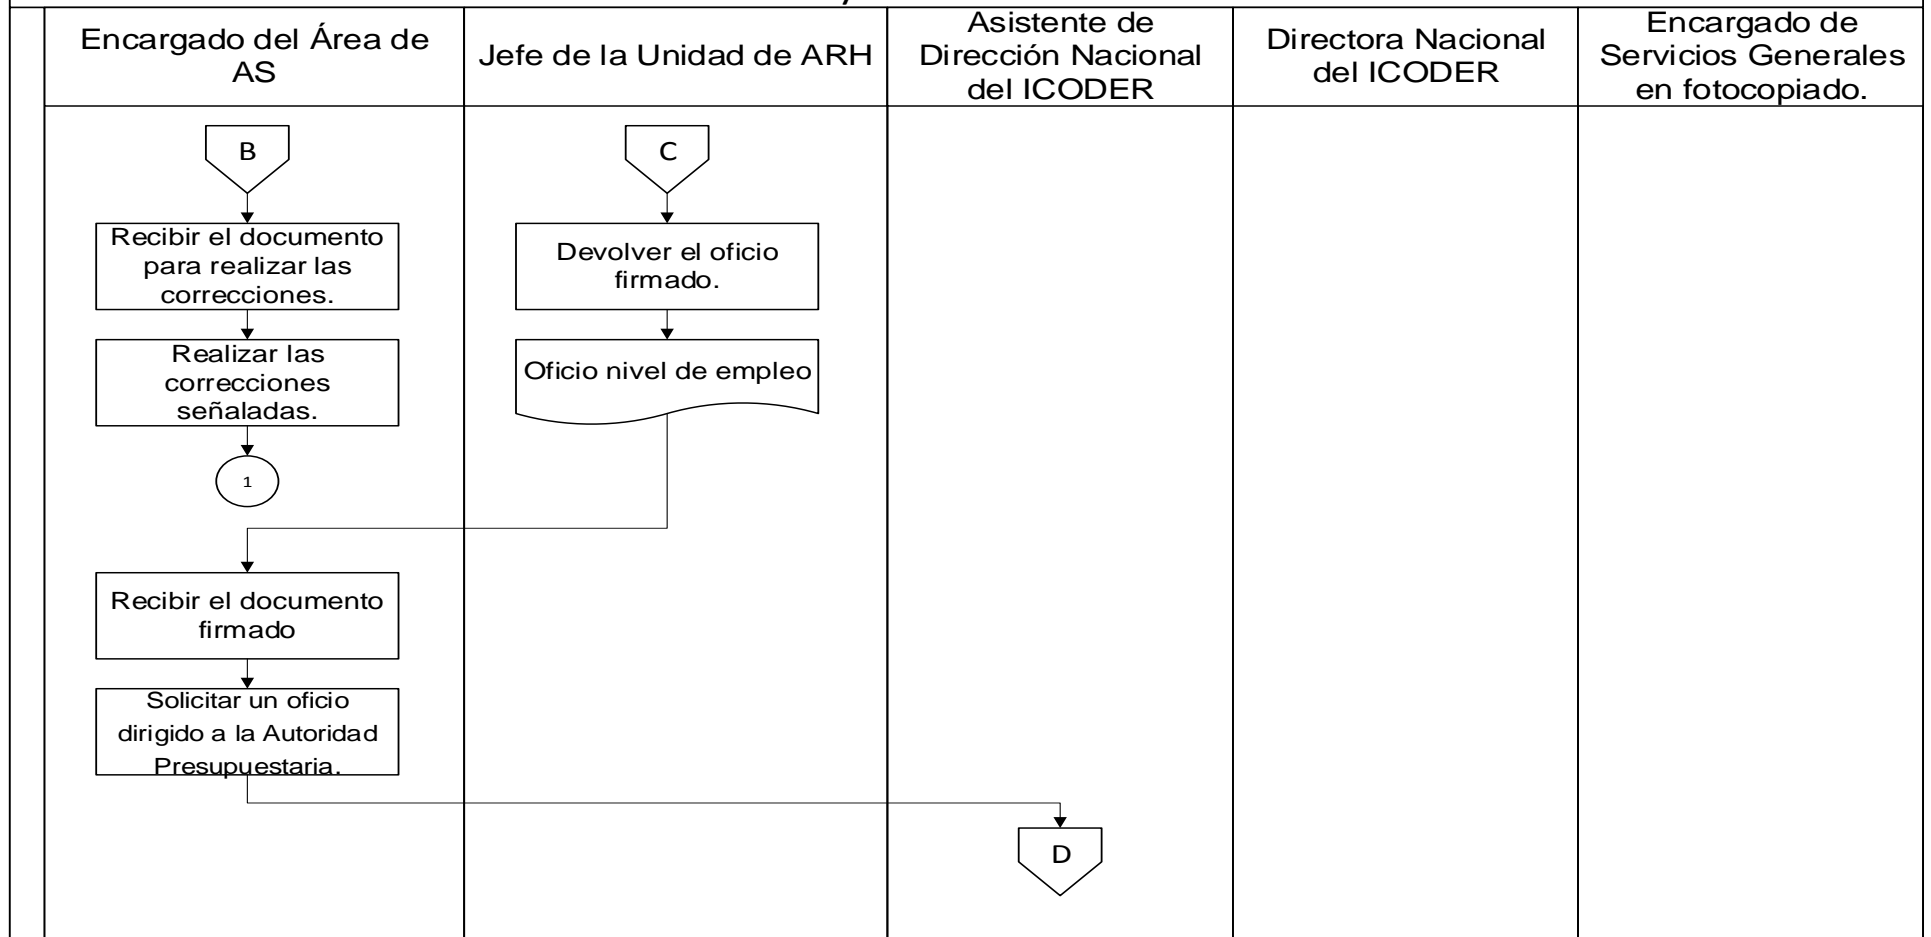 Encargado del Área de
AS
Jefe de la Unidad de ARH
Asistente de
Dirección Nacional
del ICODER
Directora Nacional
del ICODER
Encargado de
Servicios Generales
en fotocopiado.
B
Recibir el documento
para realizar las
correcciones.
Realizar las
correcciones
señaladas.
1
C
Devolver el oficio
firmado.
Oficio nivel de empleo
Recibir el documento
firmado
Solicitar un oficio
dirigido a la Autoridad
Presupuestaria.
D